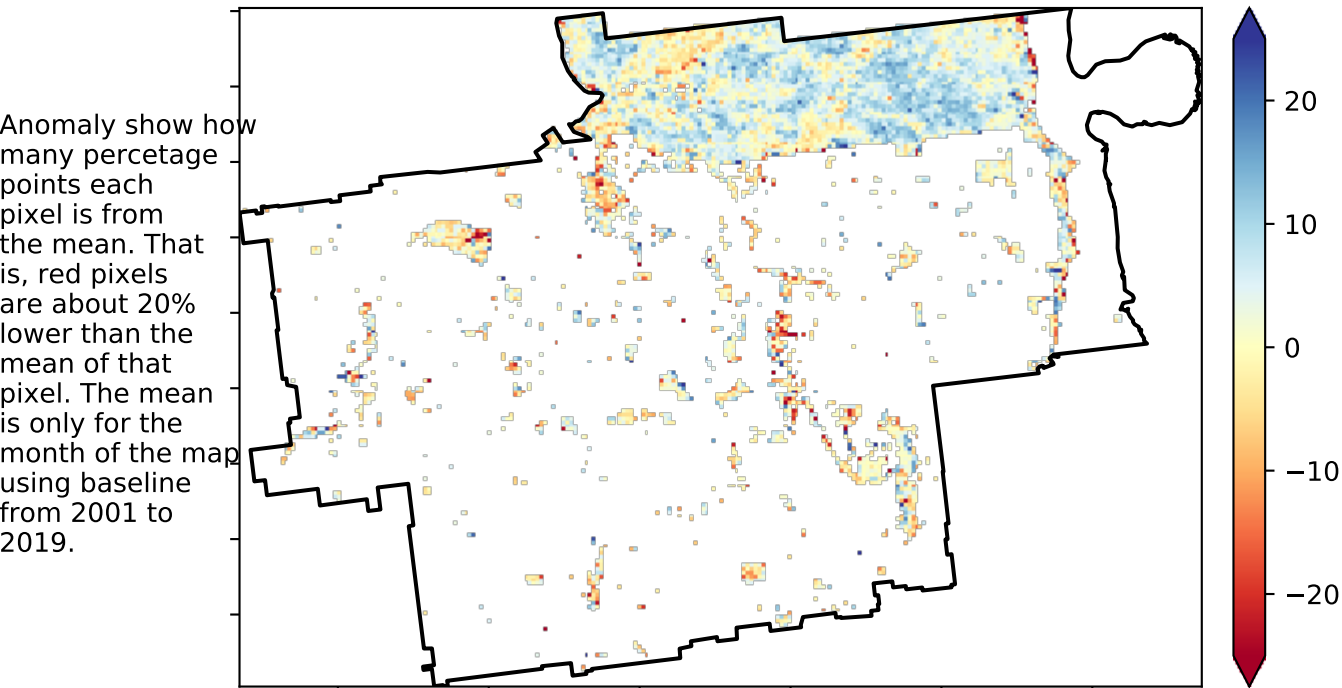 Anomaly show how
many percetage
points each
pixel is from
the mean. That
is, red pixels
are about 20%
lower than the
mean of that
pixel. The mean
is only for the
month of the map
using baseline
from 2001 to
2019.
20
10
0
−10
−20